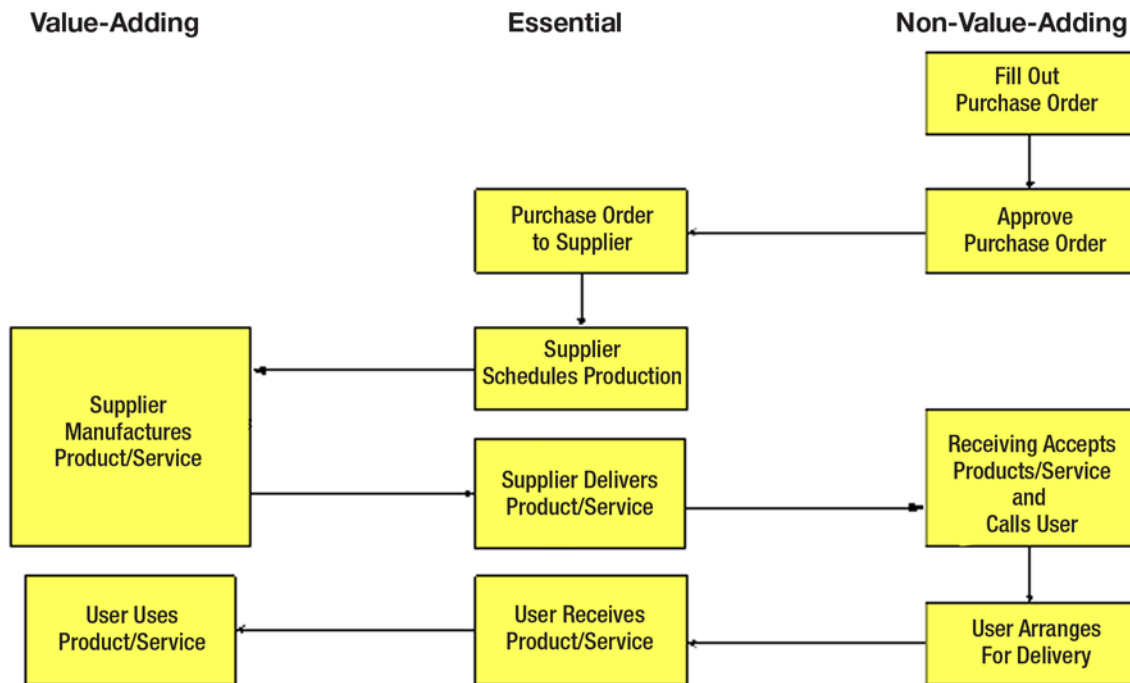 Value-Adding
Essential
Non-Value-Adding
Fill Out
Purchase Order
Purchase Order
to Supplier
Approve
Purchase Order
Supplier
Manufactures
Product/Service
Supplier
Schedules Production
Supplier Delivers
Product/Service
Receiving Accepts
Products/Service
and
Calls User
User Uses
Product/Service
User Receives
Product/Service
User Arranges
For Delivery